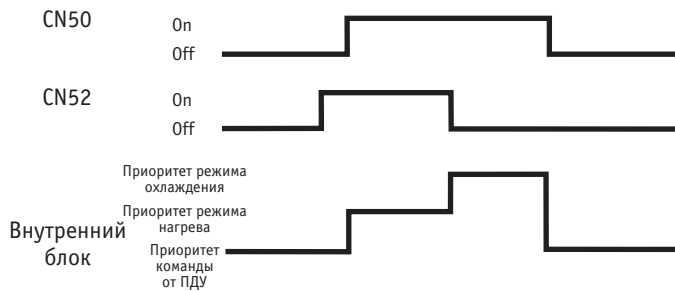 CN50
On
Off
CN52
On
Off
Приоритет режима
охлаждения
Приоритет режима
нагрева
Внутренний
блок
Приоритет
команды
от ПДУ